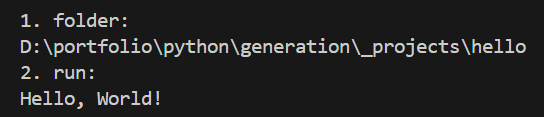 1. folder:
D:\portfolio\python\generation\_projects\hello
2. run:
Hello, World!